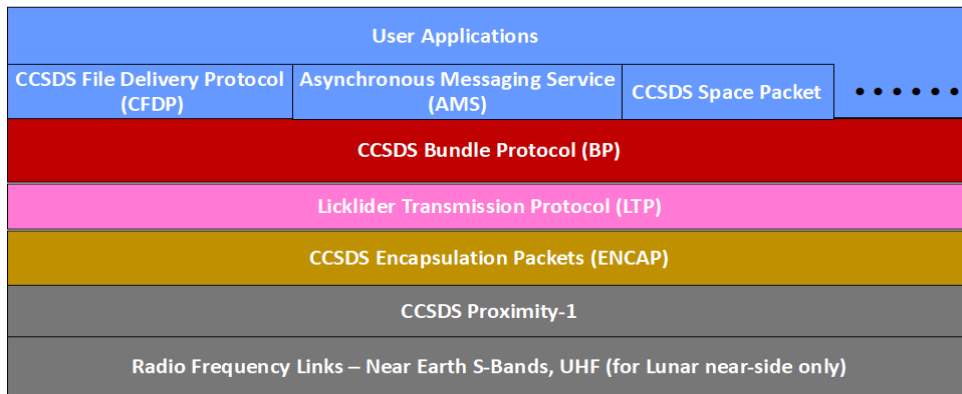 User Applications
CCSDS File Delivery Protocol
(CFDP)
Asynchronous Messaging Service
(AMS)
CCSDS Space Packet
• • • • • •
CCSDS Bundle Protocol (BP)
Licklider Transmission Protocol (LTP)
CCSDS Encapsulation Packets (ENCAP)
CCSDS Proximity-1
Radio Frequency Links – Near Earth S-Bands, UHF (for Lunar near-side only)